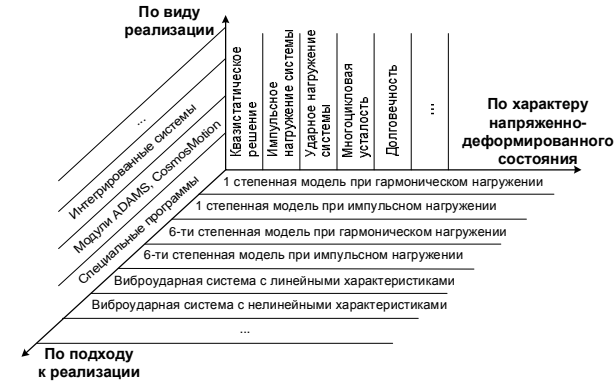 По виду
реализации
...
Интегрированные системы
Модули ADAMS, CosmosMotion
Специальные программы
Квазистатическое
решение
Импульсное
нагружение системы
Ударное нагружение
системы
Многоцикловая
усталость
Долговечность
...
По характеру
напряженно-
деформированного
состояния
1 степенная модель при гармоническом нагружении
1 степенная модель при импульсном нагружении
6-ти степенная модель при гармоническом нагружении
6-ти степенная модель при импульсном нагружении
Виброударная система с линейными характеристиками
Виброударная система с нелинейными характеристиками
...
По подходу
к реализации